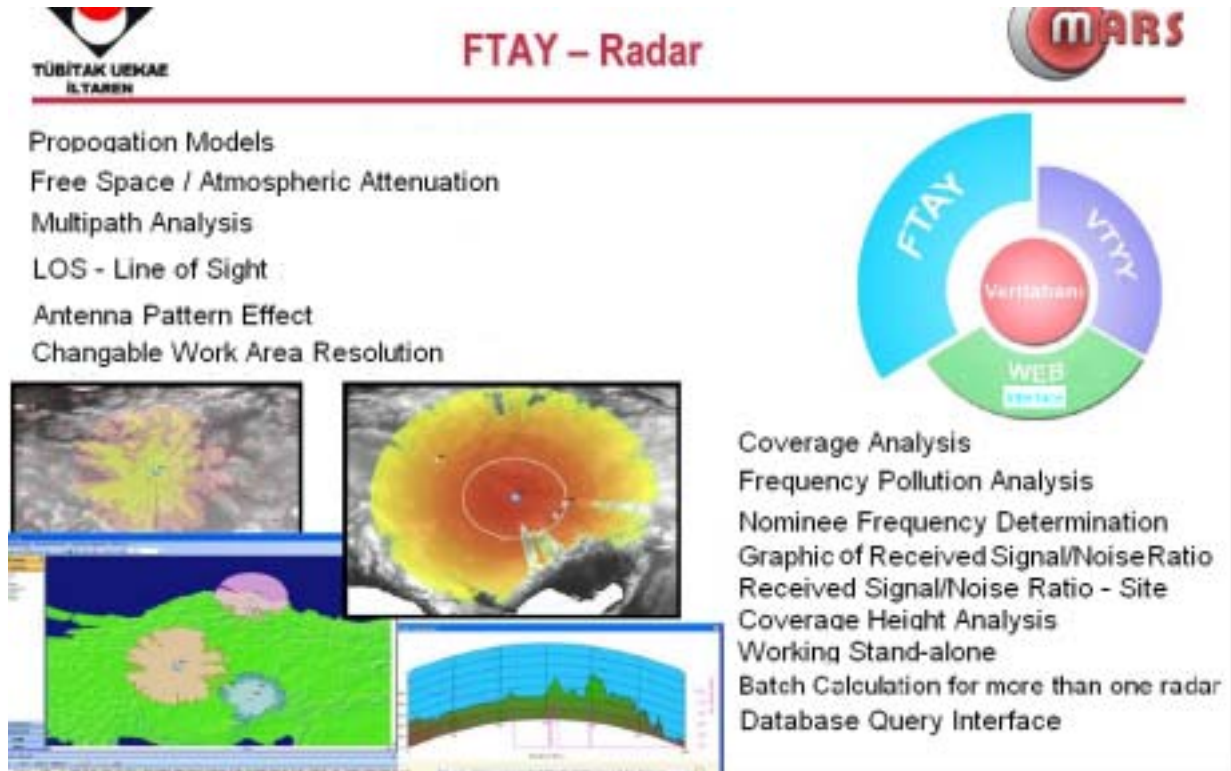 TÜBİTAK UEKAE
İLTAREN
FTAY – Radar
MARS
Propogation Models
Free Space / Atmospheric Attenuation
Multipath Analysis
LOS - Line of Sight
Antenna Pattern Effect
Changable Work Area Resolution
FTAY
VTYY
Veritabanı
WEB
Interface
Coverage Analysis
Frequency Pollution Analysis
Nominee Frequency Determination
Graphic of Received Signal/Noise Ratio
Received Signal/Noise Ratio - Site
Coverage Height Analysis
Working Stand-alone
Batch Calculation for more than one radar
Database Query Interface